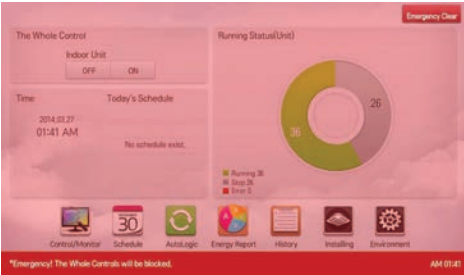 Emergency Clear
The Whole Control
Indoor Unit
OFF ON
Running Status(Unit)
26
36
Running 36
Stop 26
Error 0
Time
2014.02.27
01:41 AM
Today's Schedule
No schedule exist.
30
Control/Monitor Schedule AutoLogic Energy Report History Installing Environment
*Emergency! The Whole Controls will be blocked. AM 01:41